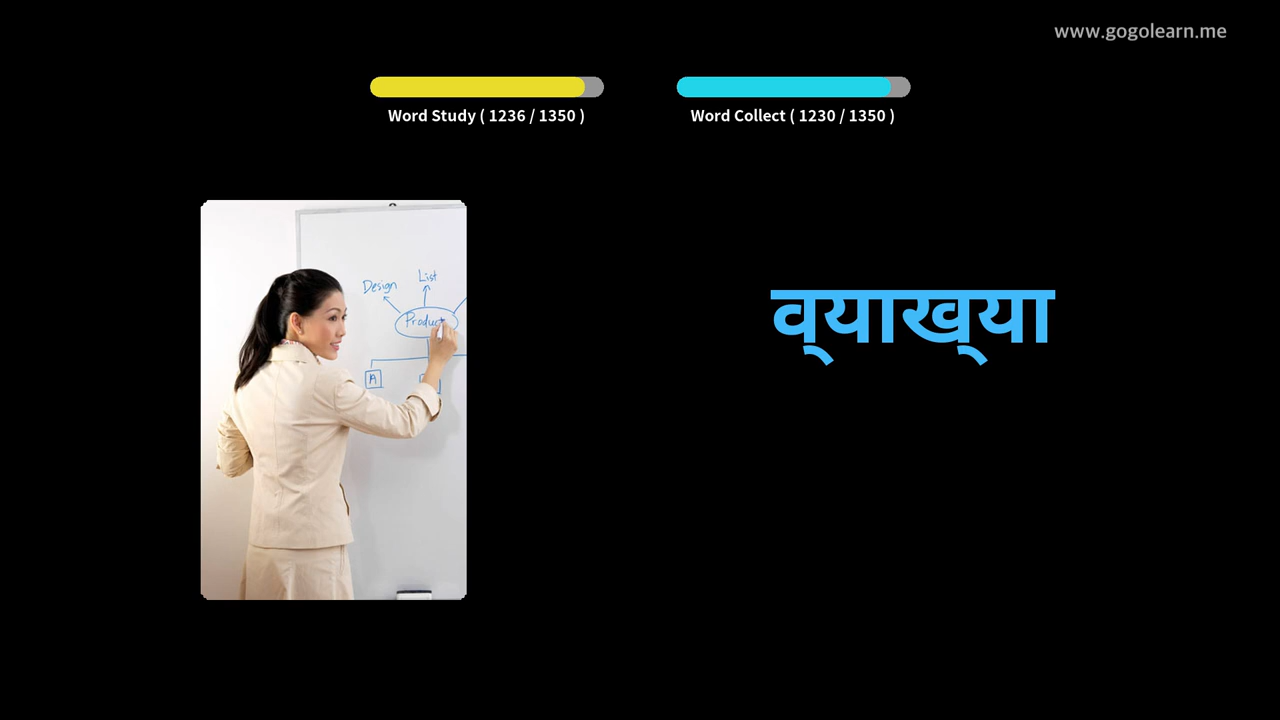 www.gogolearn.me
Word Study ( 1236 / 1350 )
Word Collect ( 1230 / 1350 )
व्याख्या
Design
List
Product
A